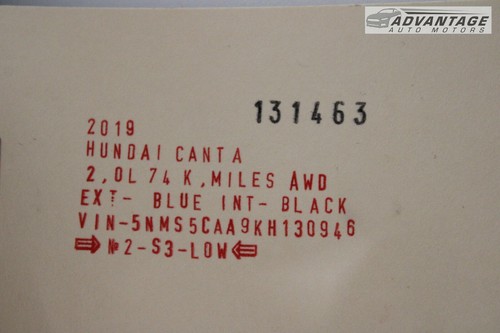 ADVANTAGE
AUTO MOTORS
131463
2019
HUNDAI CANTA
2,0L 74 K,MILES AWD
EXT- BLUE INT- BLACK
VIN-5NMS5CAA9KH130946
⇒ №2-S3-LOW ⇐